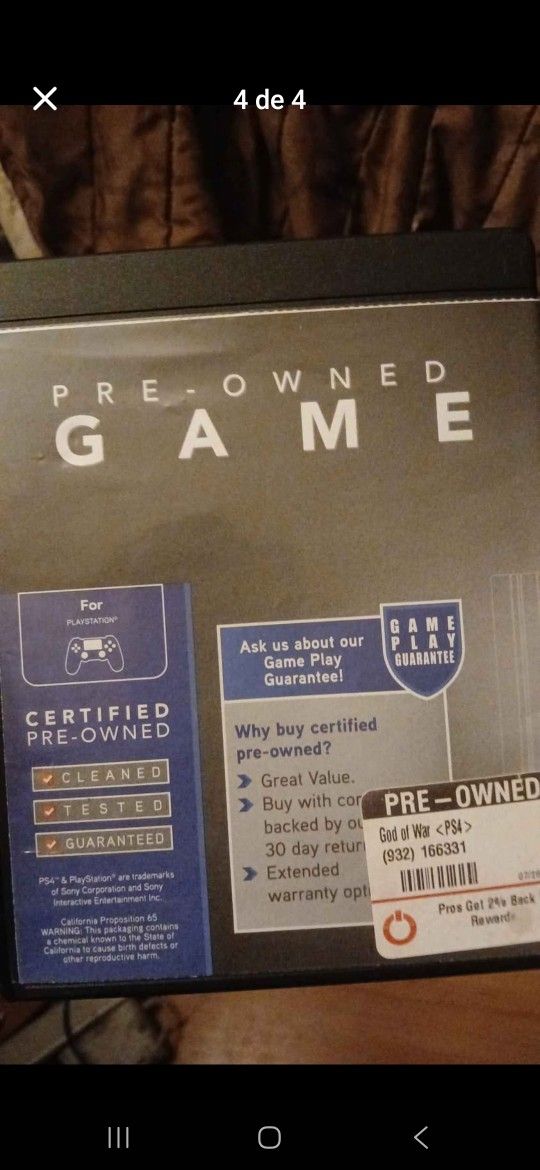 4 de 4
PRE-OWNED
GAME
For
PLAYSTATION®
CERTIFIED
PRE-OWNED
CLEANED
TESTED
GUARANTEED
PS4™ & PlayStation® are trademarks
of Sony Corporation and Sony
Interactive Entertainment Inc.
California Proposition 65
WARNING: This packaging contains
a chemical known to the State of
California to cause birth defects or
other reproductive harm.
Ask us about our
Game Play
Guarantee!
GAME
PLAY
GUARANTEE
Why buy certified
pre-owned?
Great Value.
Buy with
backed by
30 day
Extended
warranty
PRE-OWNED
God of War <PS4>
(932) 166331
Pros Get 2% Back